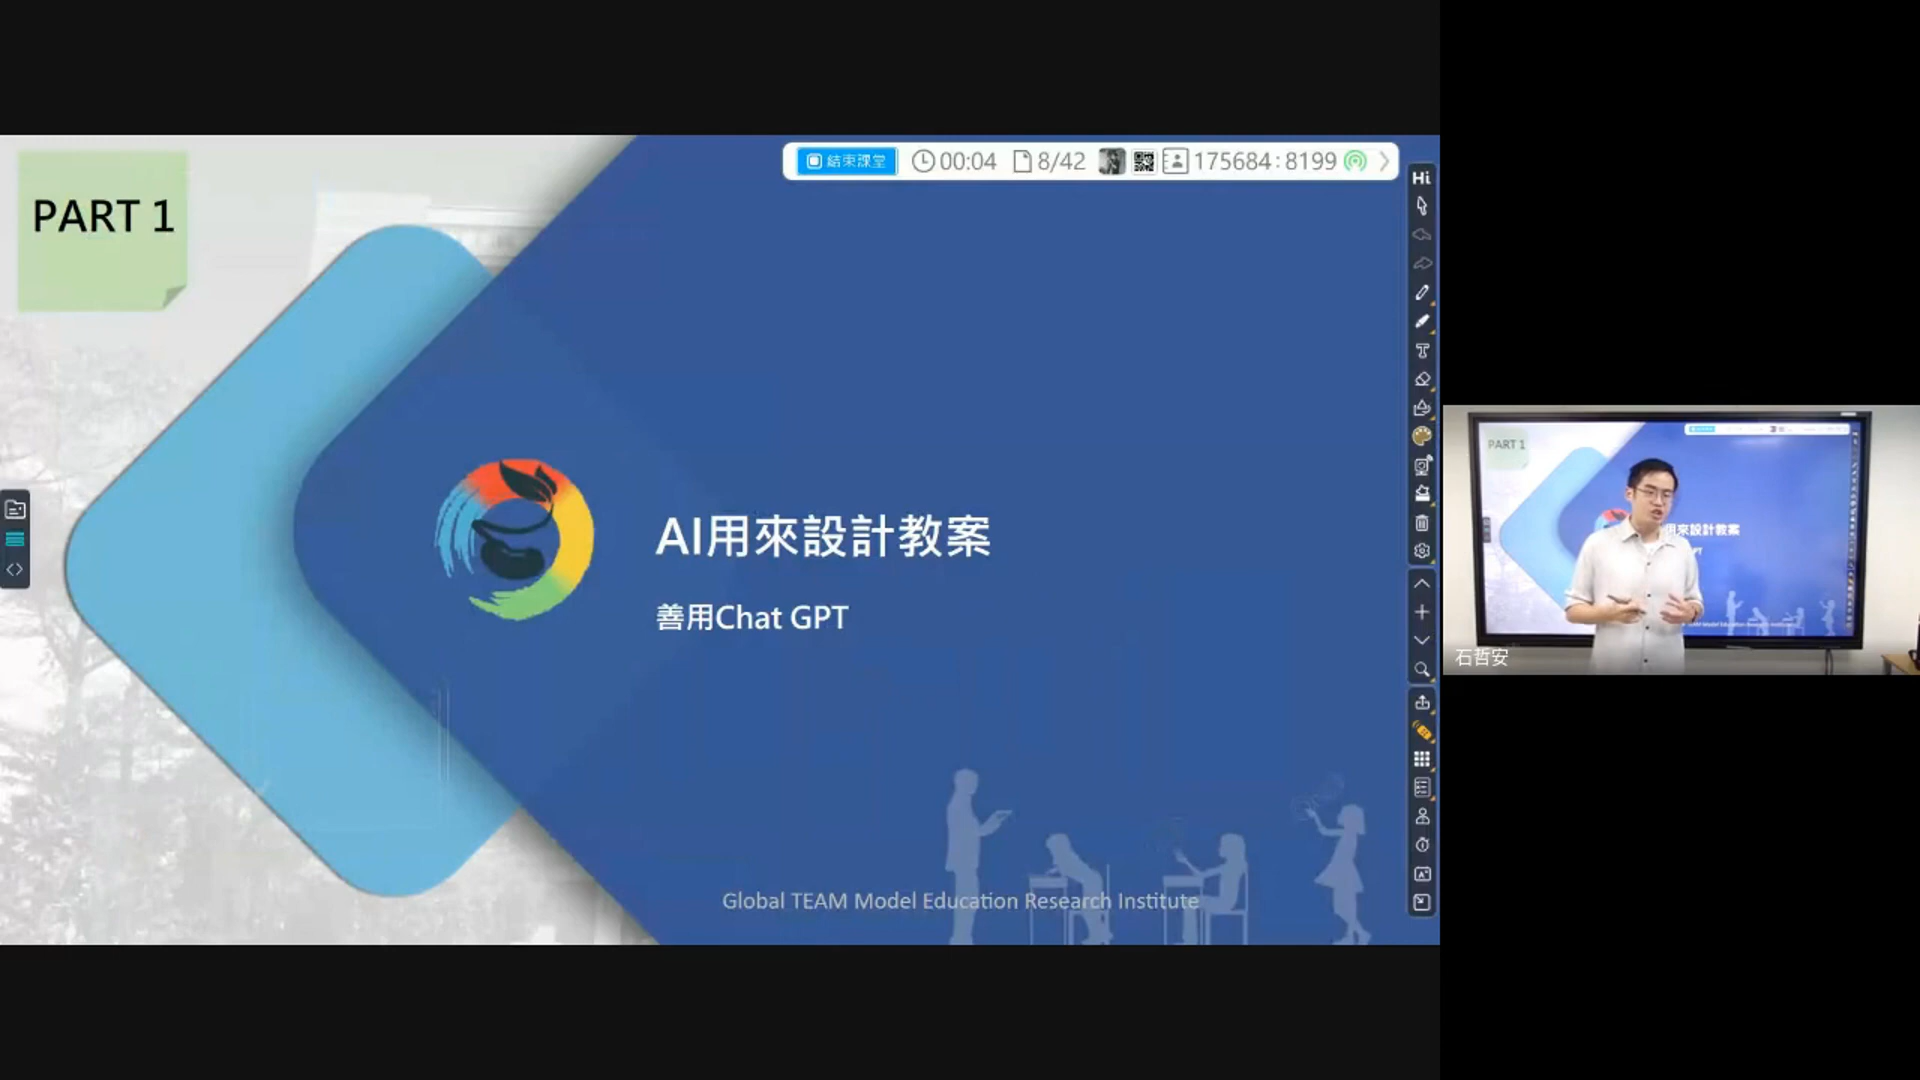 PART 1
結束課堂 00:04 8/42 175684:8199
Hi
AI用來設計教案
善用Chat GPT
Global TEAM Model Education Research Institute
PART 1
用來設計教案
石哲安